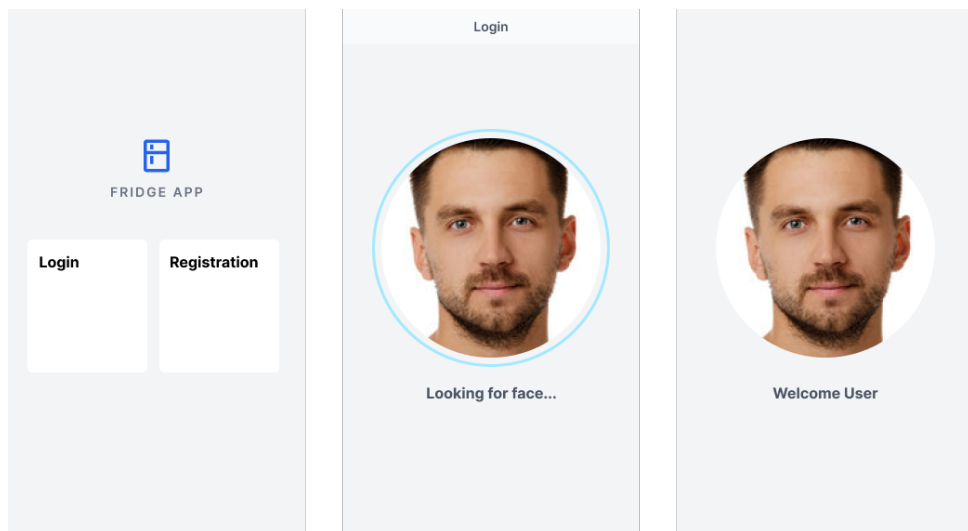 FRIDGE APP
Login
Registration
Login
Looking for face...
Welcome User